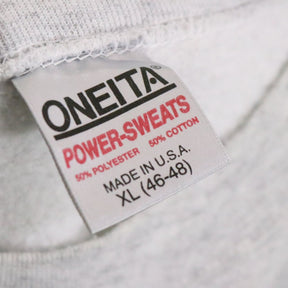 ONEITA®
POWER-SWEATS
50% POLYESTER 50% COTTON
MADE IN U.S.A.
XL (46-48)